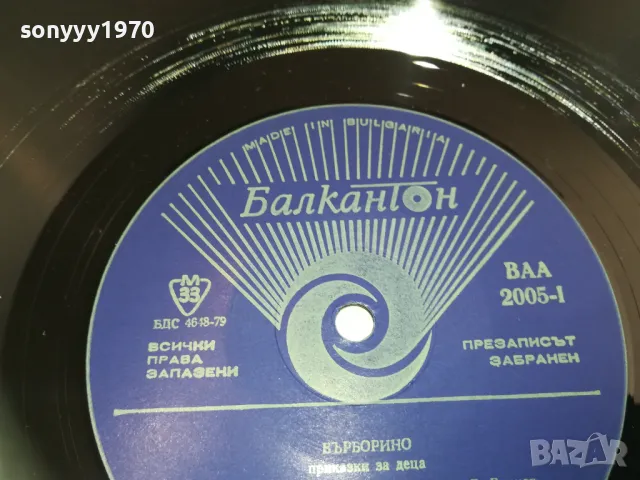 sonyyy1970
MADE IN BULGARIA
Балкантон
М
33
БДС 4648-79
ВСИЧКИ
ПРАВА
ЗАПАЗЕНИ
ВАА
2005-I
ПРЕЗАПИСЪТ
ЗАБРАНЕН
ВЪРБОРИНО
приказки за деца
BAZAR